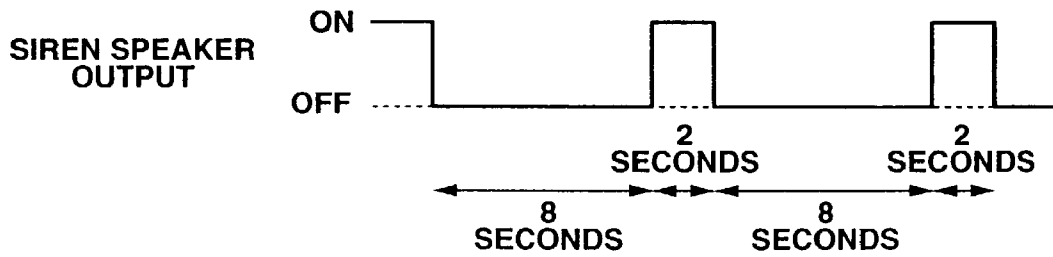 ON
SIREN SPEAKER
OUTPUT
OFF
2
SECONDS
2
SECONDS
8
SECONDS
8
SECONDS